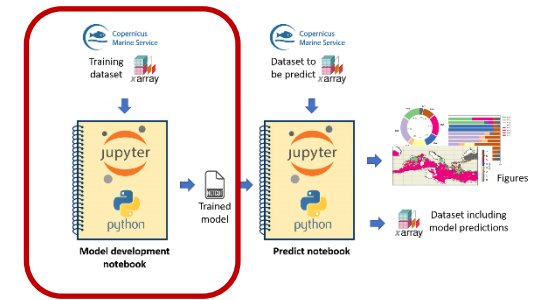 Copernicus
Marine Service
Training
dataset
xarray
jupyter
python
Model development
notebook
NETCDF
Trained
model
Copernicus
Marine Service
Dataset to
be predict
xarray
jupyter
python
Predict notebook
Figures
xarray
Dataset including
model predictions